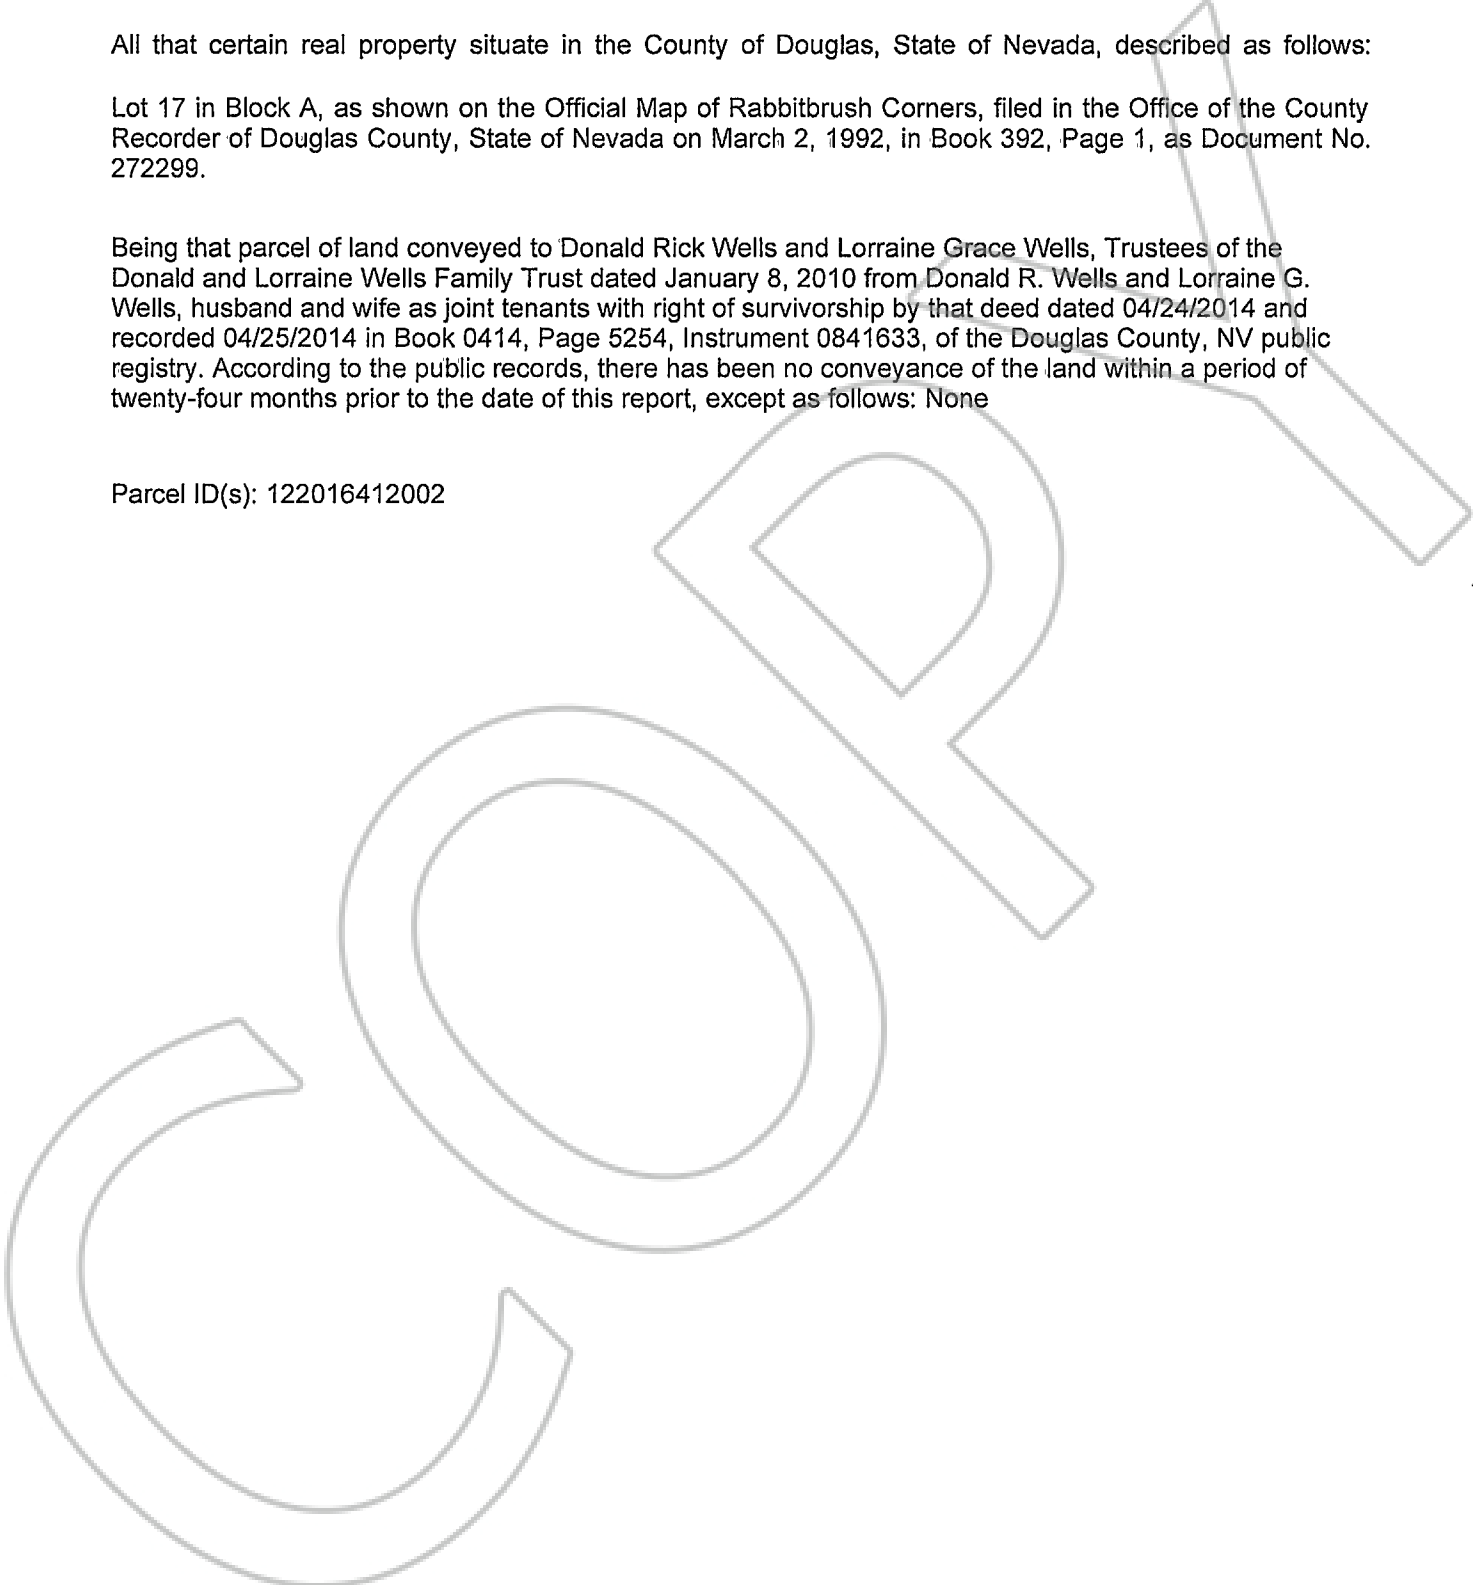 All that certain real property situate in the County of Douglas, State of Nevada, described as follows:
Lot 17 in Block A, as shown on the Official Map of Rabbitbrush Corners, filed in the Office of the County
Recorder of Douglas County, State of Nevada on March 2, 1992, in Book 392, Page 1, as Document No.
272299.
Being that parcel of land conveyed to Donald Rick Wells and Lorraine Grace Wells, Trustees of the
Donald and Lorraine Wells Family Trust dated January 8, 2010 from Donald R. Wells and Lorraine G.
Wells, husband and wife as joint tenants with right of survivorship by that deed dated 04/24/2014 and
recorded 04/25/2014 in Book 0414, Page 5254, Instrument 0841633, of the Douglas County, NV public
registry. According to the public records, there has been no conveyance of the land within a period of
twenty-four months prior to the date of this report, except as follows: None
Parcel ID(s): 122016412002
COPY